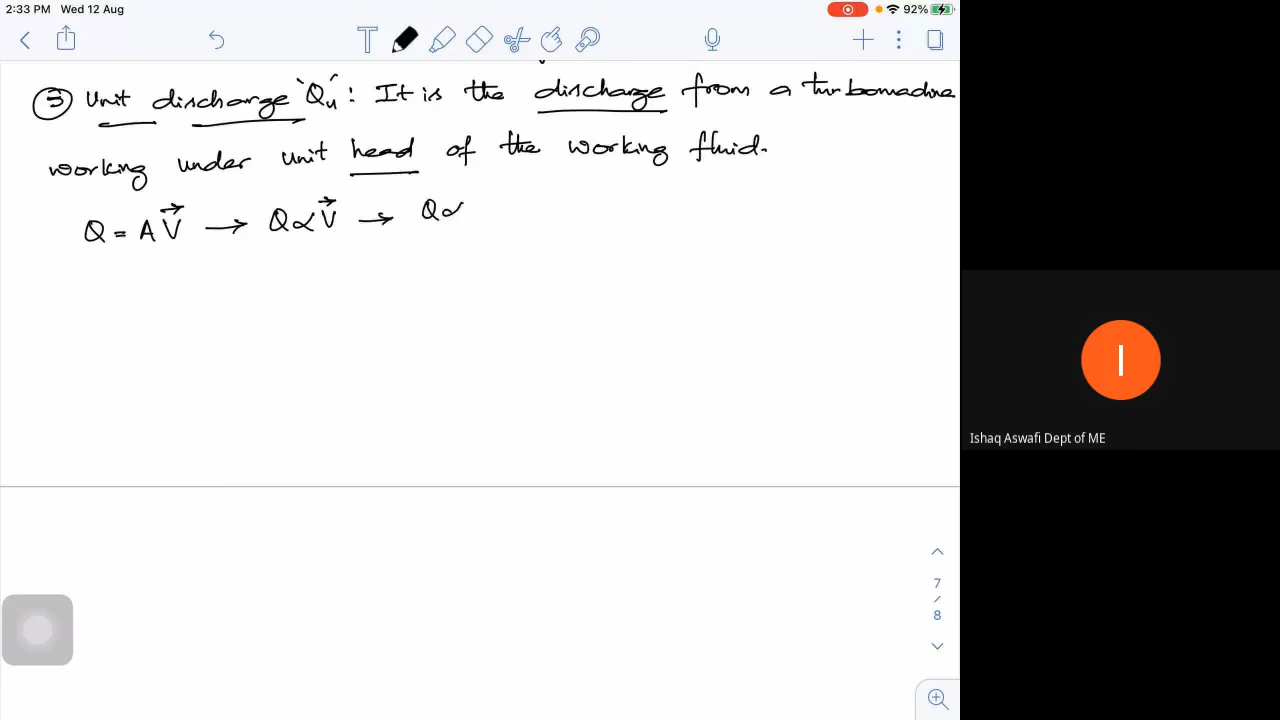 2:33 PM Wed 12 Aug
92%
③ Unit discharge 'Qu': It is the discharge from a turbomachine
working under unit head of the working fluid.
Q = AV⃗ → Q∝V⃗ → Q∝
I
Ishaq Aswafi Dept of ME
7
/
8